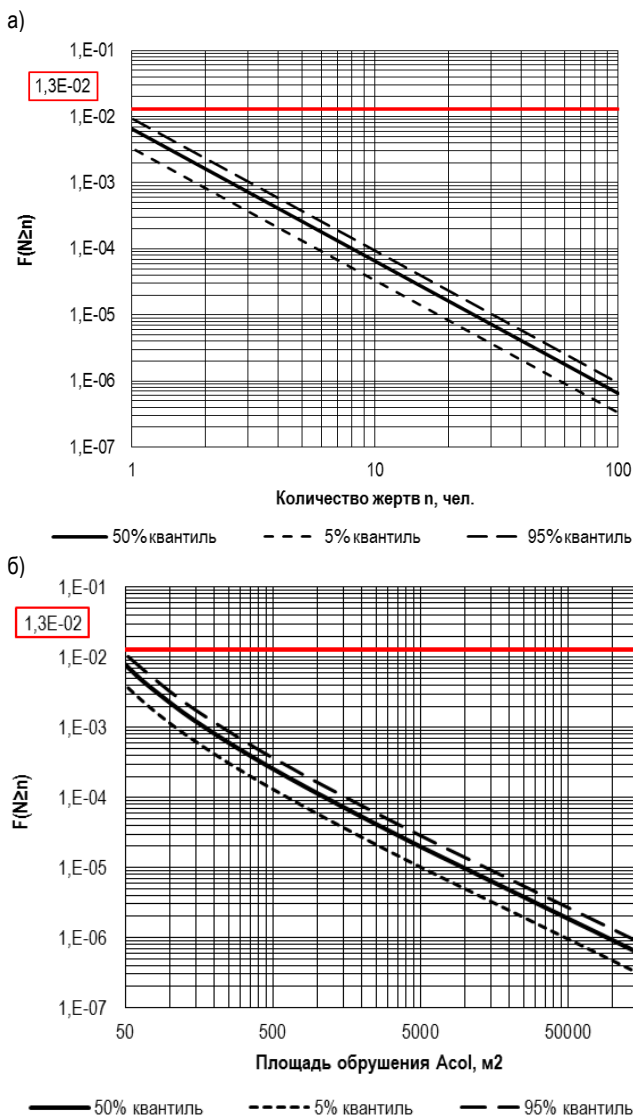 а)
1,E-01
1,3E-02
1,E-02
1,E-03
1,E-04
1,E-05
1,E-06
1,E-07
F(N≥n)
1 10 100
Количество жертв n, чел.
50% квантиль 5% квантиль 95% квантиль
б)
1,E-01
1,3E-02
1,E-02
1,E-03
1,E-04
1,E-05
1,E-06
1,E-07
F(N≥n)
50 500 5000 50000
Площадь обрушения Acol, м2
50% квантиль 5% квантиль 95% квантиль